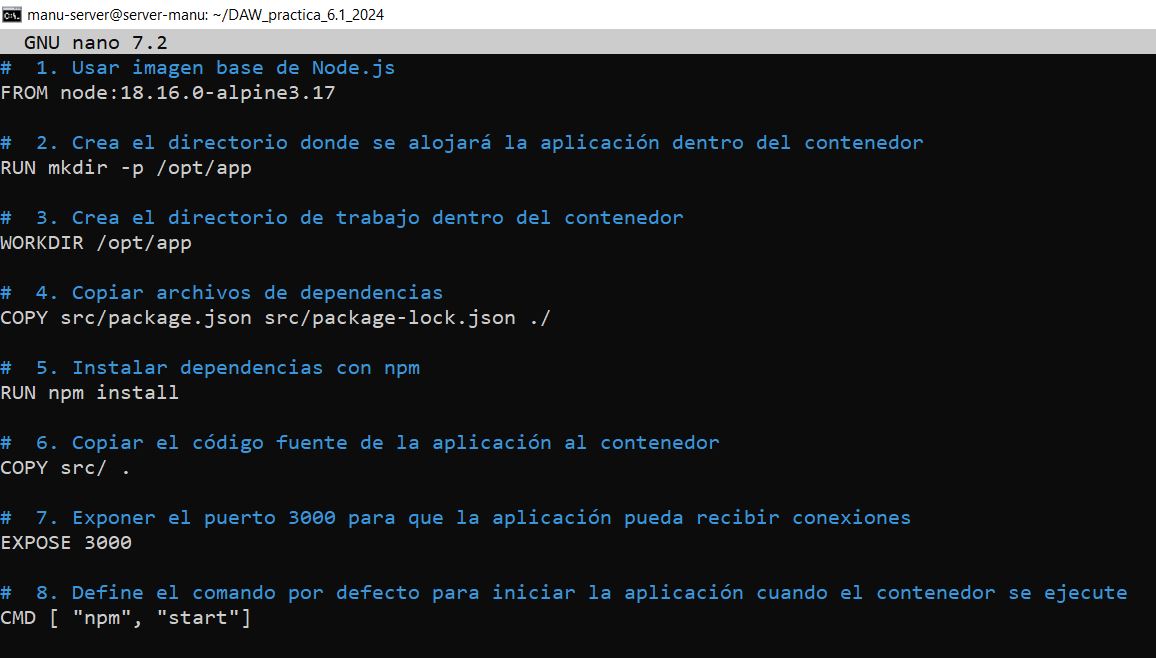 manu-server@server-manu: ~/DAW_practica_6.1_2024
GNU nano 7.2
#  1. Usar imagen base de Node.js
FROM node:18.16.0-alpine3.17
#  2. Crea el directorio donde se alojará la aplicación dentro del contenedor
RUN mkdir -p /opt/app
#  3. Crea el directorio de trabajo dentro del contenedor
WORKDIR /opt/app
#  4. Copiar archivos de dependencias
COPY src/package.json src/package-lock.json ./
#  5. Instalar dependencias con npm
RUN npm install
#  6. Copiar el código fuente de la aplicación al contenedor
COPY src/ .
#  7. Exponer el puerto 3000 para que la aplicación pueda recibir conexiones
EXPOSE 3000
#  8. Define el comando por defecto para iniciar la aplicación cuando el contenedor se ejecute
CMD [ "npm", "start"]